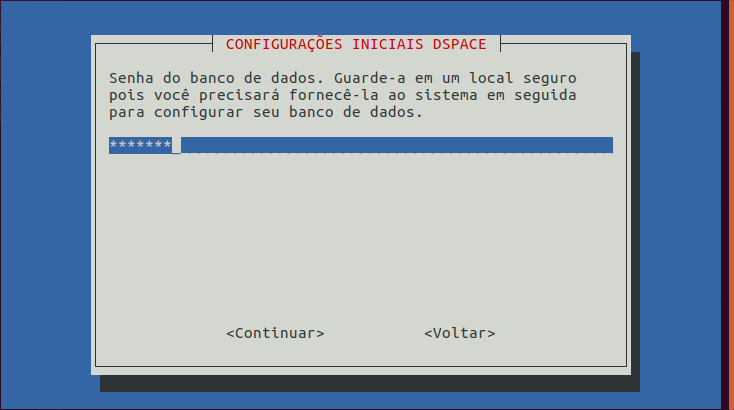 CONFIGURAÇÕES INICIAIS DSPACE
Senha do banco de dados. Guarde-a em um local seguro
pois você precisará fornecê-la ao sistema em seguida
para configurar seu banco de dados.
*******
<Continuar> <Voltar>